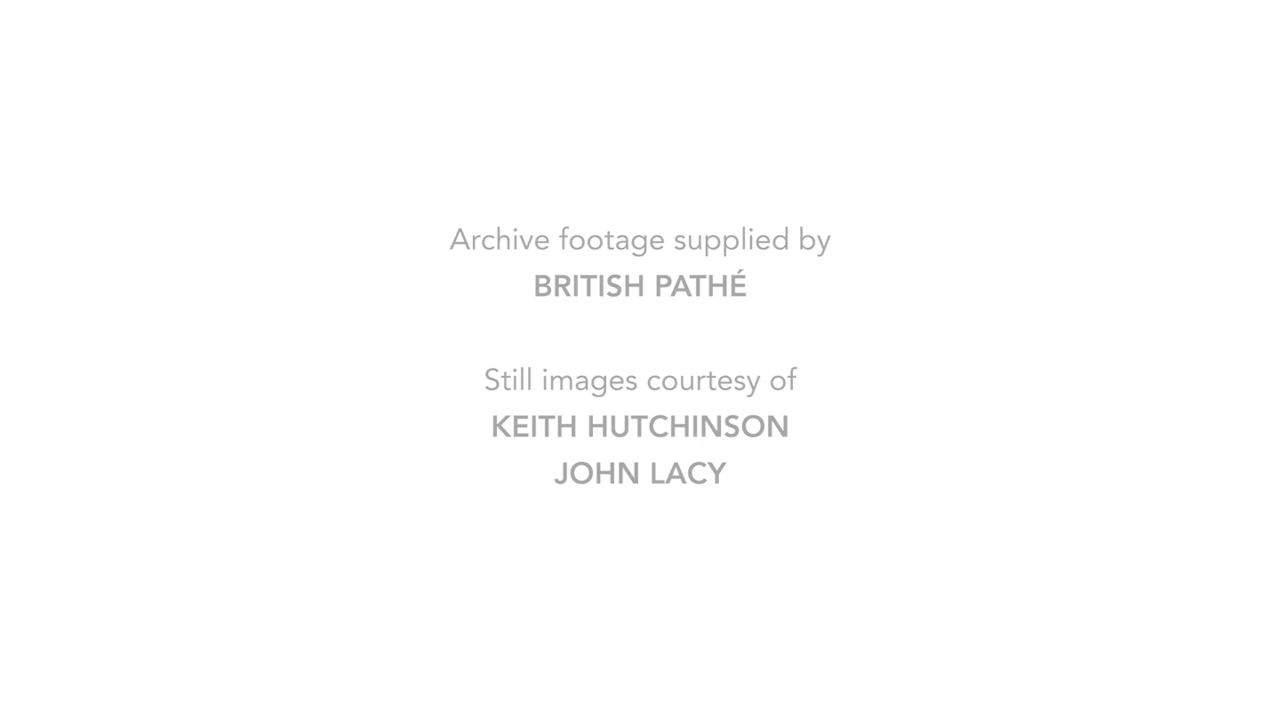 Archive footage supplied by
BRITISH PATHÉ
Still images courtesy of
KEITH HUTCHINSON
JOHN LACY